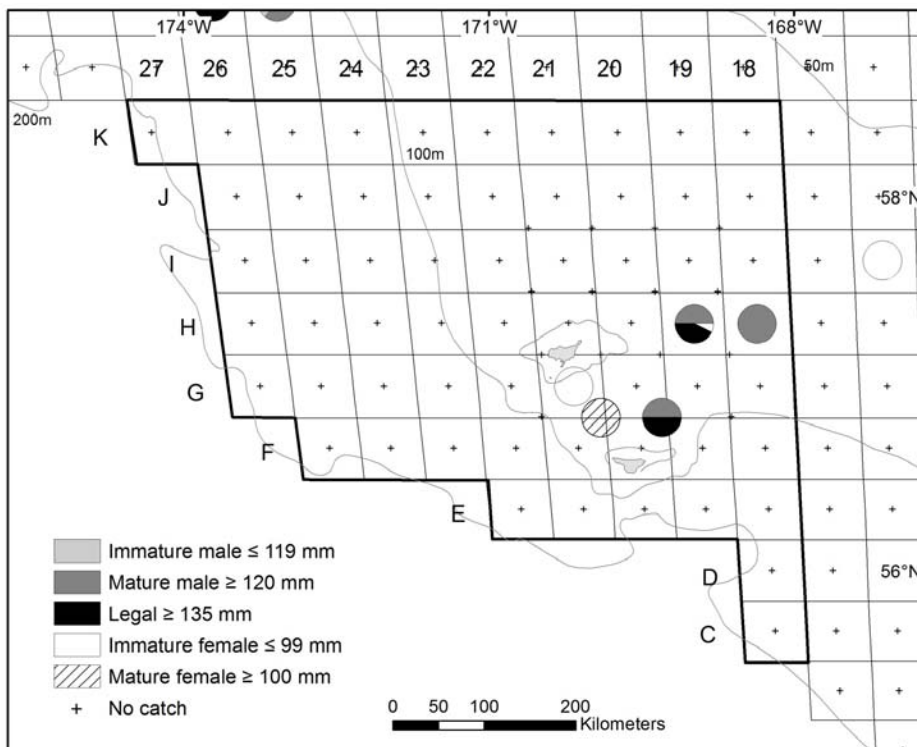 174°W 171°W 168°W
27 26 25 24 23 22 21 20 19 18 50m
200m
K
100m
J 58°N
I
H
G
F
E
D 56°N
C
Immature male ≤ 119 mm
Mature male ≥ 120 mm
Legal ≥ 135 mm
Immature female ≤ 99 mm
Mature female ≥ 100 mm
+ No catch
0 50 100 200
Kilometers